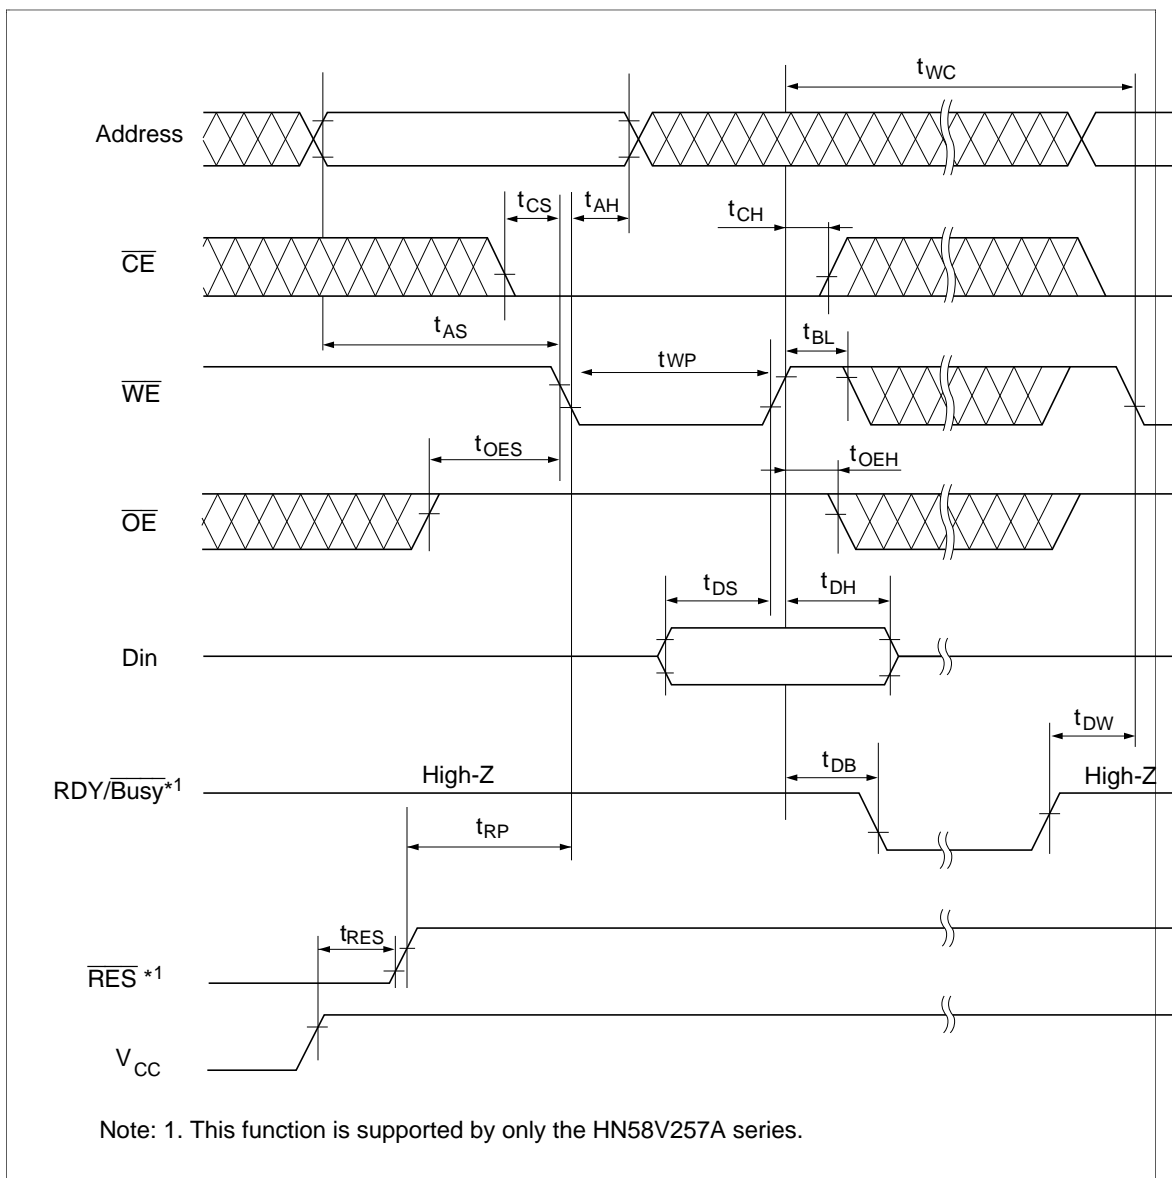 tWC
Address
tCS
tAH
tCH
CE
tAS
tBL
tWP
WE
tOES
tOEH
OE
tDS
tDH
Din
tDW
tDB
High-Z
High-Z
RDY/Busy*1
tRP
tRES
RES *1
VCC
Note: 1. This function is supported by only the HN58V257A series.